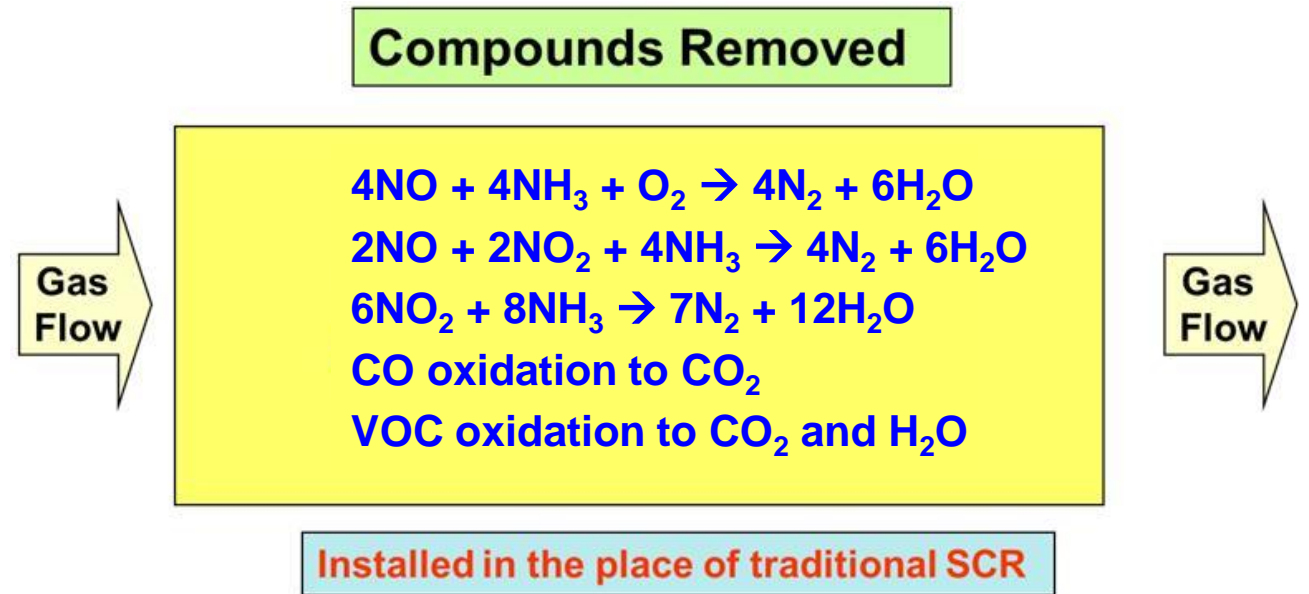 Compounds Removed
4NO + 4NH₃ + O₂ → 4N₂ + 6H₂O
2NO + 2NO₂ + 4NH₃ → 4N₂ + 6H₂O
6NO₂ + 8NH₃ → 7N₂ + 12H₂O
CO oxidation to CO₂
VOC oxidation to CO₂ and H₂O
Gas
Flow
Gas
Flow
Installed in the place of traditional SCR